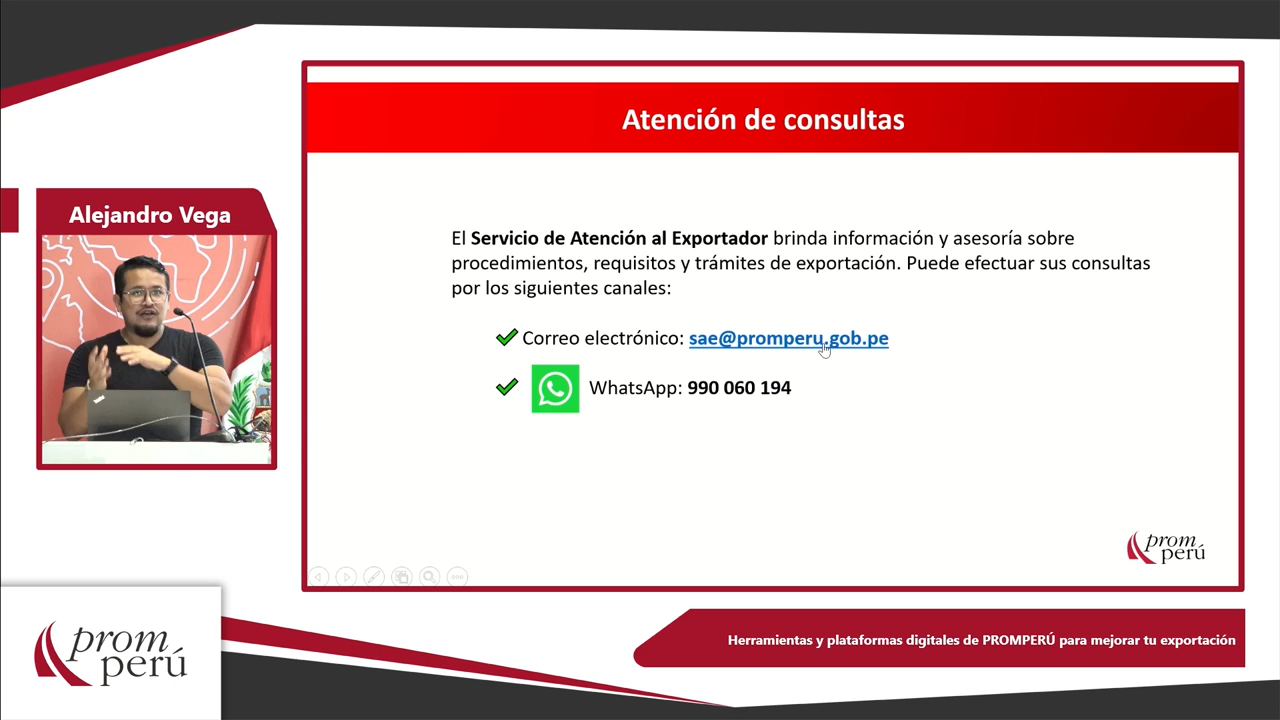 Atención de consultas
Alejandro Vega
El Servicio de Atención al Exportador brinda información y asesoría sobre
procedimientos, requisitos y trámites de exportación. Puede efectuar sus consultas
por los siguientes canales:
Correo electrónico: sae@promperu.gob.pe
WhatsApp: 990 060 194
prom
perú
Herramientas y plataformas digitales de PROMPERÚ para mejorar tu exportación
prom
perú